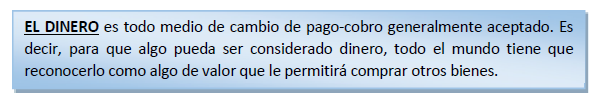 EL DINERO es todo medio de cambio de pago-cobro generalmente aceptado. Es
decir, para que algo pueda ser considerado dinero, todo el mundo tiene que
reconocerlo como algo de valor que le permitirá comprar otros bienes.